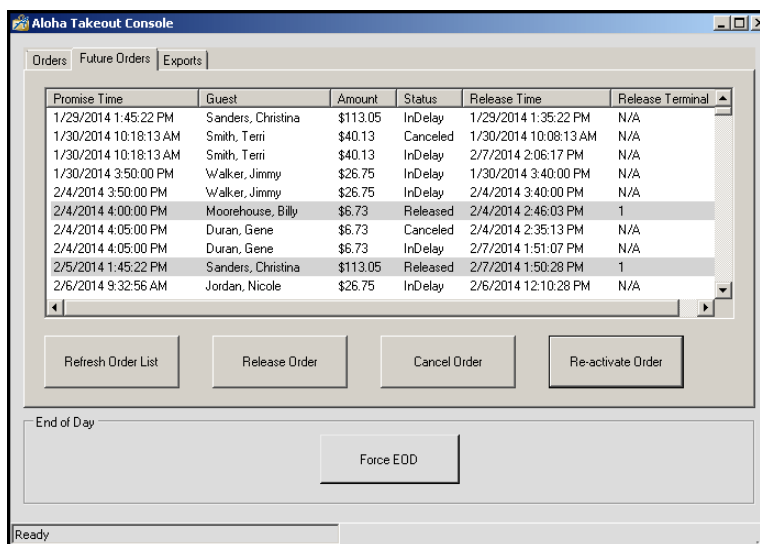 Aloha Takeout Console
Orders Future Orders Exports
Promise Time Guest Amount Status Release Time Release Terminal
1/29/2014 1:45:22 PM Sanders, Christina $113.05 InDelay 1/29/2014 1:35:22 PM N/A
1/30/2014 10:18:13 AM Smith, Terri $40.13 Canceled 1/30/2014 10:08:13 AM N/A
1/30/2014 10:18:13 AM Smith, Terri $40.13 InDelay 2/7/2014 2:06:17 PM N/A
1/30/2014 3:50:00 PM Walker, Jimmy $26.75 InDelay 1/30/2014 3:40:00 PM N/A
2/4/2014 3:50:00 PM Walker, Jimmy $26.75 InDelay 2/4/2014 3:40:00 PM N/A
2/4/2014 4:00:00 PM Moorehouse, Billy $6.73 Released 2/4/2014 2:46:03 PM 1
2/4/2014 4:05:00 PM Duran, Gene $6.73 Canceled 2/4/2014 2:35:13 PM N/A
2/4/2014 4:05:00 PM Duran, Gene $6.73 InDelay 2/7/2014 1:51:07 PM N/A
2/5/2014 1:45:22 PM Sanders, Christina $113.05 Released 2/7/2014 1:50:28 PM 1
2/6/2014 9:32:56 AM Jordan, Nicole $26.75 InDelay 2/6/2014 12:10:28 PM N/A
Refresh Order List Release Order Cancel Order Re-activate Order
End of Day
Force EOD
Ready